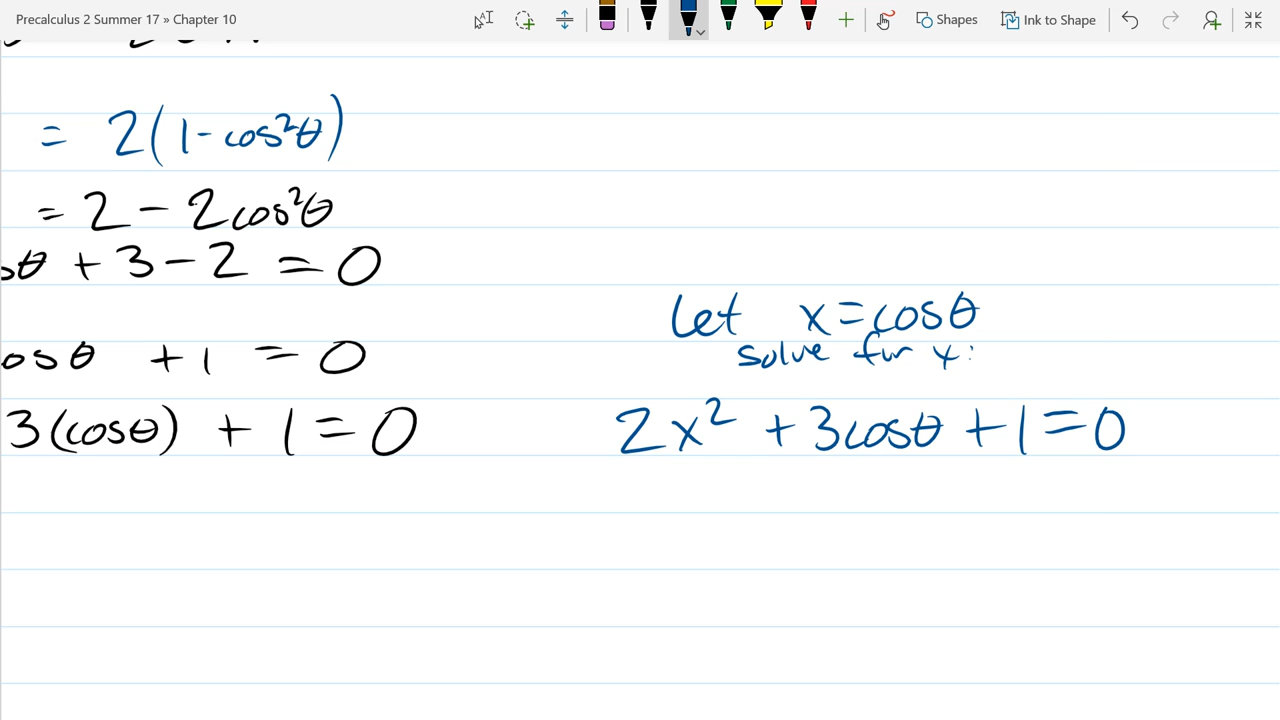 Precalculus 2 Summer 17 » Chapter 10
Shapes
Ink to Shape
= 2(1-cos²θ)
= 2 - 2cos²θ
sθ + 3 - 2 = 0
Let x = cosθ
solve for x:
osθ + 1 = 0
3(cosθ) + 1 = 0
2x² + 3cosθ + 1 = 0